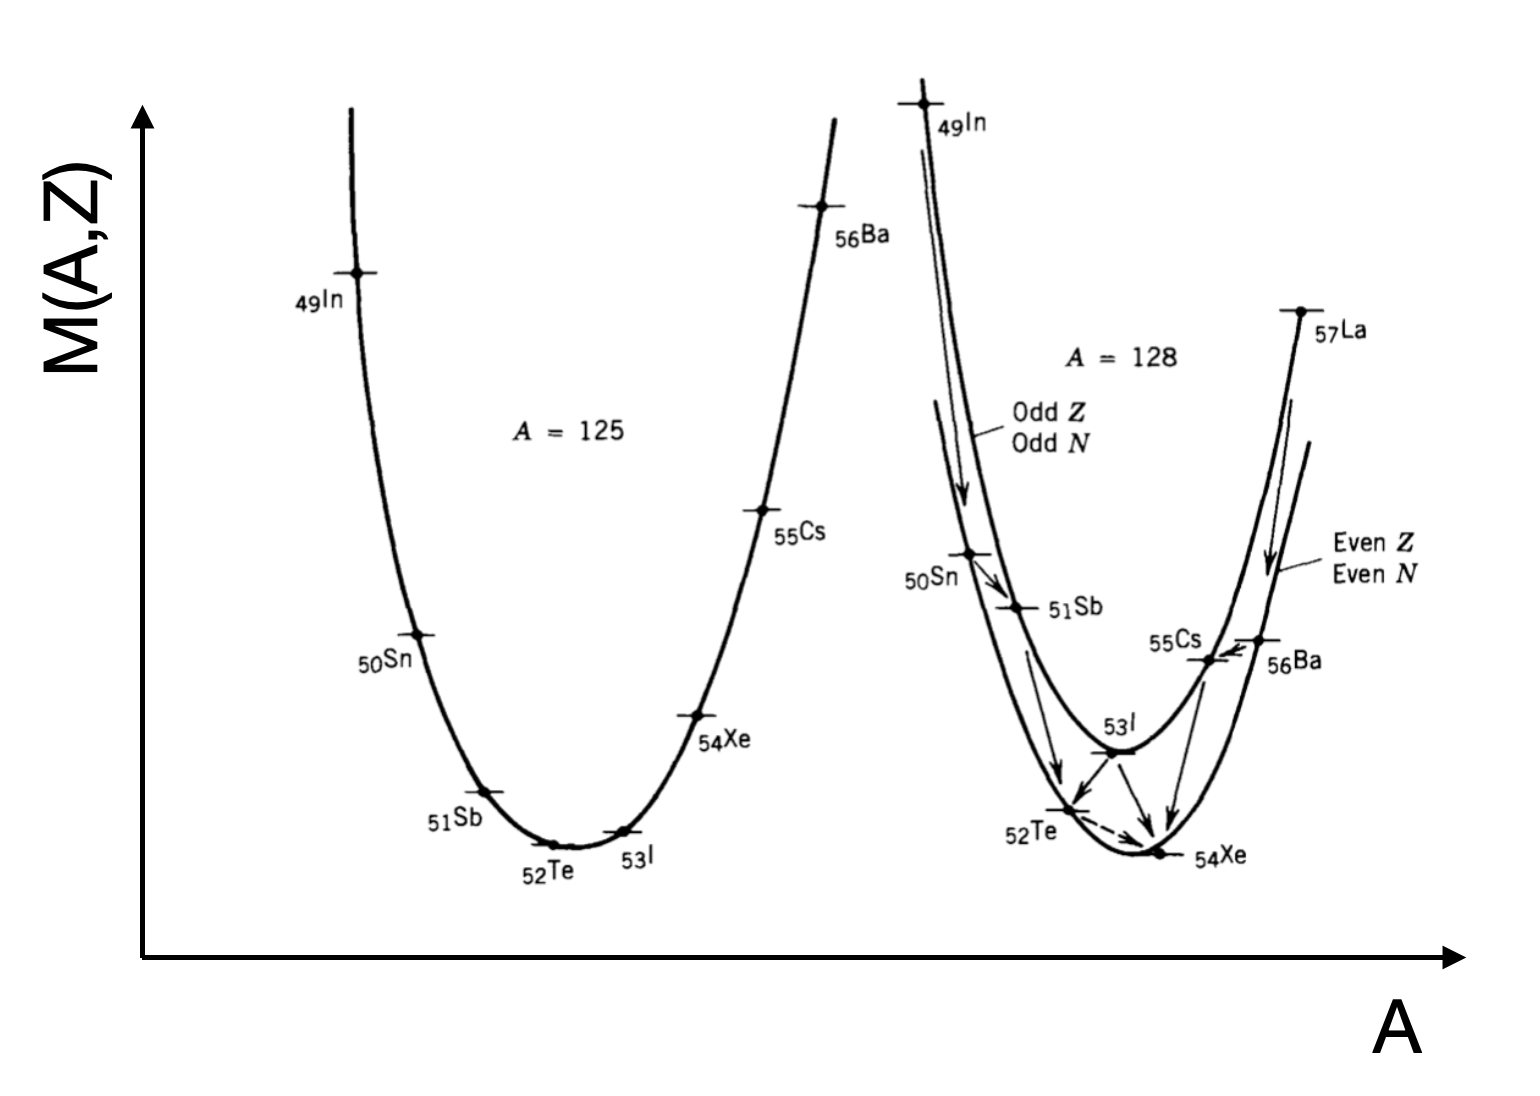 M(A,Z)
49In
56Ba
49In
57La
A = 128
Odd Z
Odd N
A = 125
55Cs
Even Z
Even N
50Sn
51Sb
55Cs
56Ba
50Sn
54Xe
53I
51Sb
52Te
53I
52Te
54Xe
A